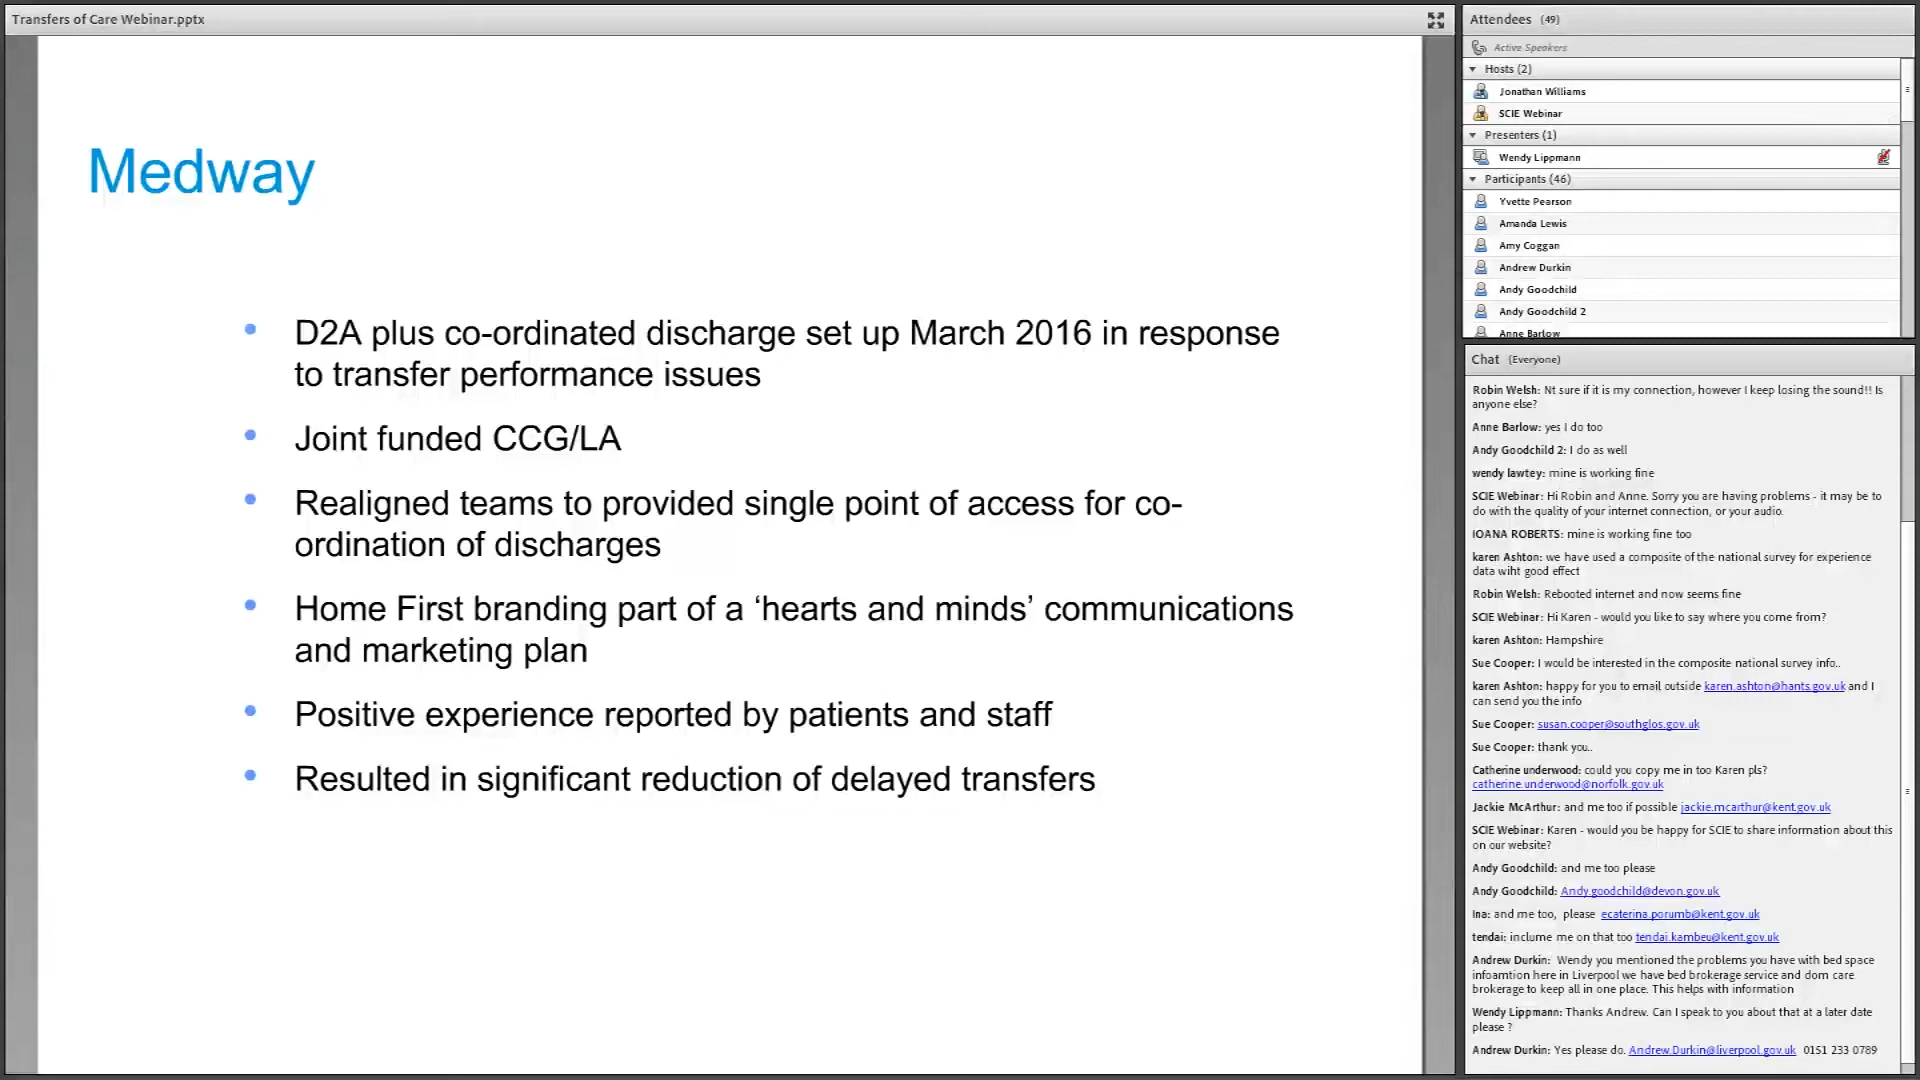 Transfers of Care Webinar.pptx
Medway
• D2A plus co-ordinated discharge set up March 2016 in response
to transfer performance issues
• Joint funded CCG/LA
• Realigned teams to provided single point of access for co-
ordination of discharges
• Home First branding part of a ‘hearts and minds’ communications
and marketing plan
• Positive experience reported by patients and staff
• Resulted in significant reduction of delayed transfers
Attendees (49)
Active Speakers
Hosts (2)
Jonathan Williams
SCIE Webinar
Presenters (1)
Wendy Lippmann
Participants (46)
Yvette Pearson
Amanda Lewis
Amy Coggan
Andrew Durkin
Andy Goodchild
Andy Goodchild 2
Anne Barlow
Chat (Everyone)
Robin Welsh: Nt sure if it is my connection, however I keep losing the sound!! Is
anyone else?
Anne Barlow: yes I do too
Andy Goodchild 2: I do as well
wendy lawtey: mine is working fine
SCIE Webinar: Hi Robin and Anne. Sorry you are having problems - it may be to
do with the quality of your internet connection, or your audio.
IOANA ROBERTS: mine is working fine too
karen Ashton: we have used a composite of the national survey for experience
data wiht good effect
Robin Welsh: Rebooted internet and now seems fine
SCIE Webinar: Hi Karen - would you like to say where you come from?
karen Ashton: Hampshire
Sue Cooper: I would be interested in the composite national survey info..
karen Ashton: happy for you to email outside karen.ashton@hants.gov.uk and I
can send you the info
Sue Cooper: susan.cooper@southglos.gov.uk
Sue Cooper: thank you..
Catherine underwood: could you copy me in too Karen pls?
catherine.underwood@norfolk.gov.uk
Jackie McArthur: and me too if possible jackie.mcarthur@kent.gov.uk
SCIE Webinar: Karen - would you be happy for SCIE to share information about this
on our website?
Andy Goodchild: and me too please
Andy Goodchild: Andy.goodchild@devon.gov.uk
Ina: and me too, please ecaterina.porumb@kent.gov.uk
tendai: inclume me on that too tendai.kambeu@kent.gov.uk
Andrew Durkin: Wendy you mentioned the problems you have with bed space
infoamtion here in Liverpool we have bed brokerage service and dom care
brokerage to keep all in one place. This helps with information
Wendy Lippmann: Thanks Andrew. Can I speak to you about that at a later date
please ?
Andrew Durkin: Yes please do. Andrew.Durkin@liverpool.gov.uk 0151 233 0789